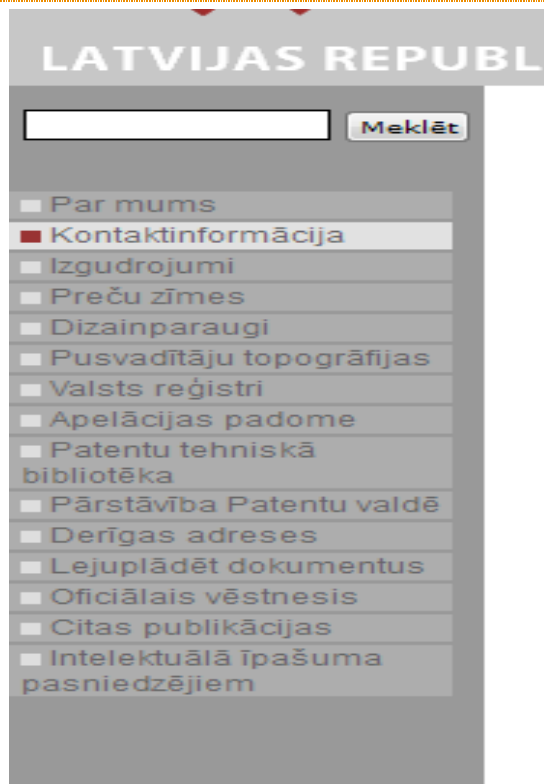 LATVIJAS REPUBL
Meklēt
Par mums
Kontaktinformācija
Izgudrojumi
Preču zīmes
Dizainparaugi
Pusvadītāju topogrāfijas
Valsts reģistri
Apelācijas padome
Patentu tehniskā
bibliotēka
Pārstāvība Patentu valdē
Derīgas adreses
Lejuplādēt dokumentus
Oficiālais vēstnesis
Citas publikācijas
Intelektuālā īpašuma
pasniedzējiem